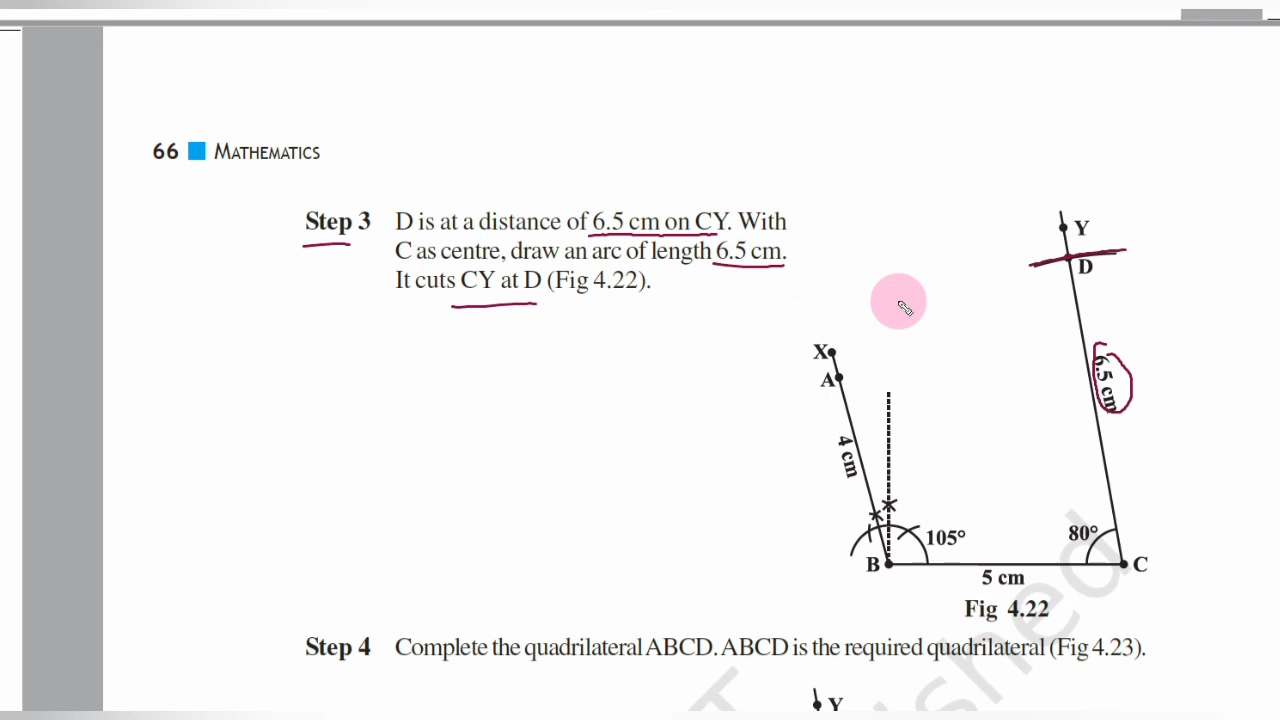 66 MATHEMATICS
Step 3 D is at a distance of 6.5 cm on CY. With
C as centre, draw an arc of length 6.5 cm.
It cuts CY at D (Fig 4.22).
Y
D
X
A
6.5 cm
4 cm
105°
80°
B
C
5 cm
Fig 4.22
Step 4 Complete the quadrilateral ABCD. ABCD is the required quadrilateral (Fig 4.23).
Y